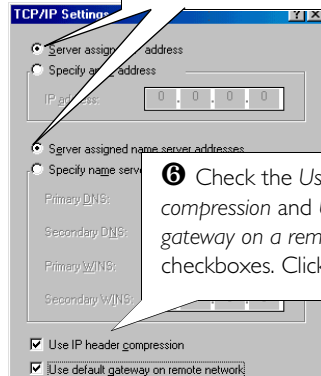 TCP/IP Settings
Server assigned address
Specify an address
IP address:
0 . 0 . 0 . 0
Server assigned name server addresses
Specify name serv
Primary DNS:
Secondary DNS:
Primary WINS:
Secondary WINS:
❻ Check the Us
compression and
gateway on a rem
checkboxes. Click
Use IP header compression
Use default gateway on remote network